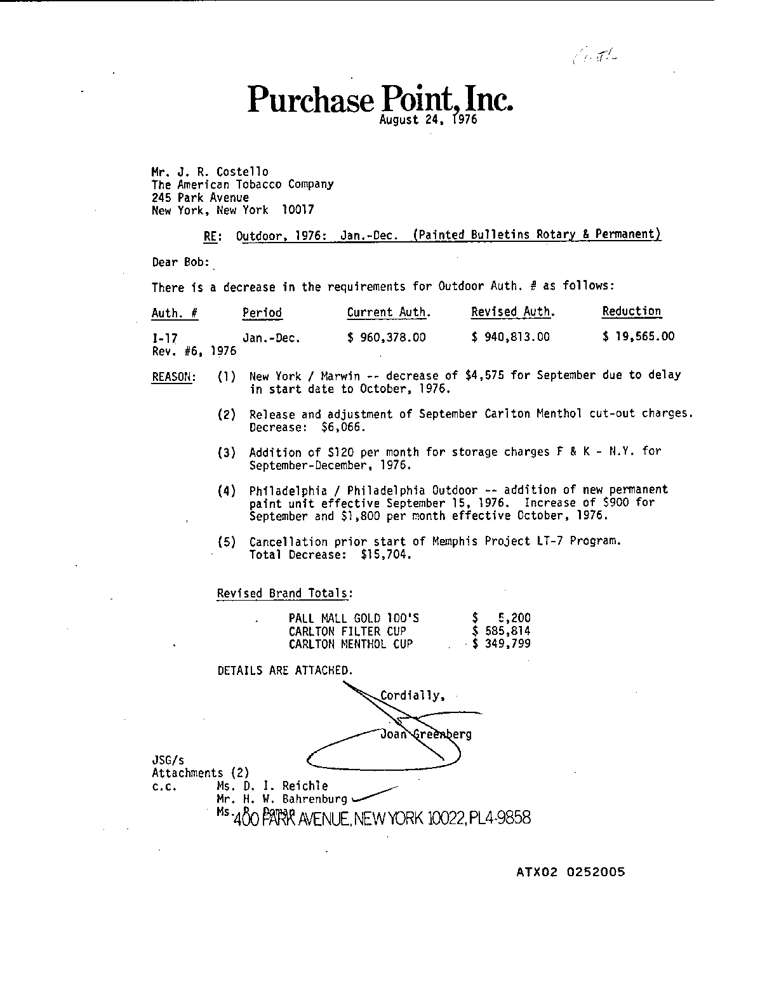 Purchase Point, Inc.
August 24, 1976
Mr. J. R. Costello
The American Tobacco Company
245 Park Avenue
New York, New York 10017
RE: Outdoor, 1976: Jan.-Dec. (Painted Bulletins Rotary & Permanent)
Dear Bob:
There is a decrease in the requirements for Outdoor Auth. # as follows:
Auth. # Period Current Auth. Revised Auth. Reduction
I-17 Jan.-Dec. $ 960,378.00 $ 940,813.00 $ 19,565.00
Rev. #6, 1976
REASON: (1) New York / Marwin -- decrease of $4,575 for September due to delay
in start date to October, 1976.
(2) Release and adjustment of September Carlton Menthol cut-out charges.
Decrease: $6,066.
(3) Addition of $120 per month for storage charges F & K - N.Y. for
September-December, 1976.
(4) Philadelphia / Philadelphia Outdoor -- addition of new permanent
paint unit effective September 15, 1976. Increase of $900 for
September and $1,800 per month effective October, 1976.
(5) Cancellation prior start of Memphis Project LT-7 Program.
Total Decrease: $15,704.
Revised Brand Totals:
PALL MALL GOLD 100'S $ 5,200
CARLTON FILTER CUP $ 585,814
CARLTON MENTHOL CUP $ 349,799
DETAILS ARE ATTACHED.
Cordially,
Joan Greenberg
JSG/s
Attachments (2)
c.c. Ms. D. I. Reichle
Mr. H. W. Bahrenburg
Ms.
400 PARK AVENUE, NEW YORK 10022, PL4-9858
ATX02 0252005